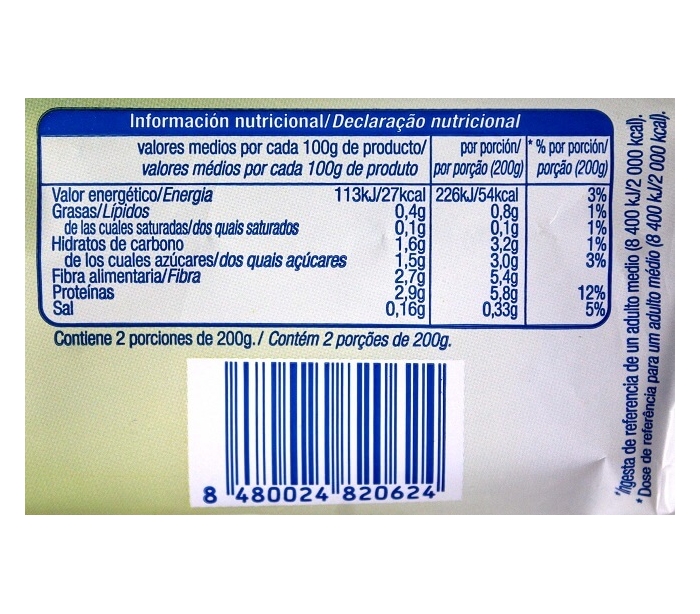 Información nutricional/Declaração nutricional
valores medios por cada 100g de producto/ por porción/ * % por porción/
valores médios por cada 100g de produto por porção (200g) porção (200g)
Valor energético/Energia 113kJ/27kcal 226kJ/54kcal 3%
Grasas/Lípidos 0,4g 0,8g 1%
de las cuales saturadas/dos quais saturados 0,1g 0,1g 1%
Hidratos de carbono 1,6g 3,2g 1%
de los cuales azúcares/dos quais açúcares 1,5g 3,0g 3%
Fibra alimentaria/Fibra 2,7g 5,4g
Proteínas 2,9g 5,8g 12%
Sal 0,16g 0,33g 5%
Contiene 2 porciones de 200g./ Contém 2 porções de 200g.
8 480024 820624
*Ingesta de referencia de un adulto medio (8 400 kJ/2 000 kcal).
* Dose de referência para um adulto médio (8 400 kJ/2 000 kcal).